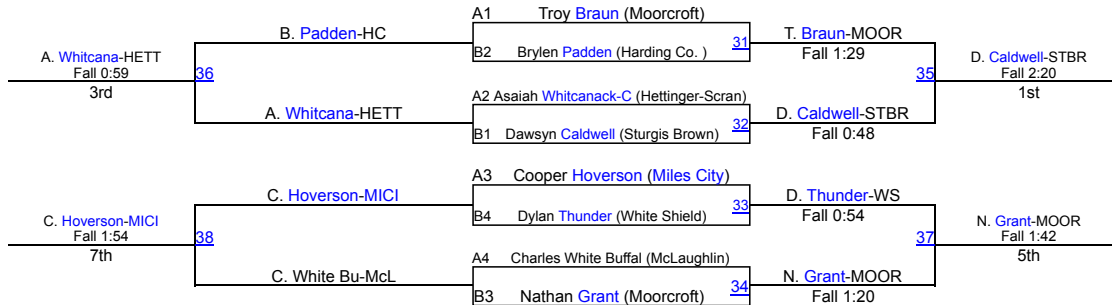 A1 Troy Braun (Moorcroft)
B. Padden-HC
31
T. Braun-MOOR
B2 Brylen Padden (Harding Co. )
Fall 1:29
A. Whitcana-HETT
Fall 0:59
36
35
D. Caldwell-STBR
Fall 2:20
3rd
1st
A2 Asaiah Whitcanack-C (Hettinger-Scran)
A. Whitcana-HETT
32
D. Caldwell-STBR
B1 Dawsyn Caldwell (Sturgis Brown)
Fall 0:48
A3 Cooper Hoverson (Miles City)
C. Hoverson-MICI
33
D. Thunder-WS
B4 Dylan Thunder (White Shield)
Fall 0:54
C. Hoverson-MICI
Fall 1:54
38
37
N. Grant-MOOR
Fall 1:42
7th
5th
A4 Charles White Buffal (McLaughlin)
C. White Bu-McL
34
N. Grant-MOOR
B3 Nathan Grant (Moorcroft)
Fall 1:20